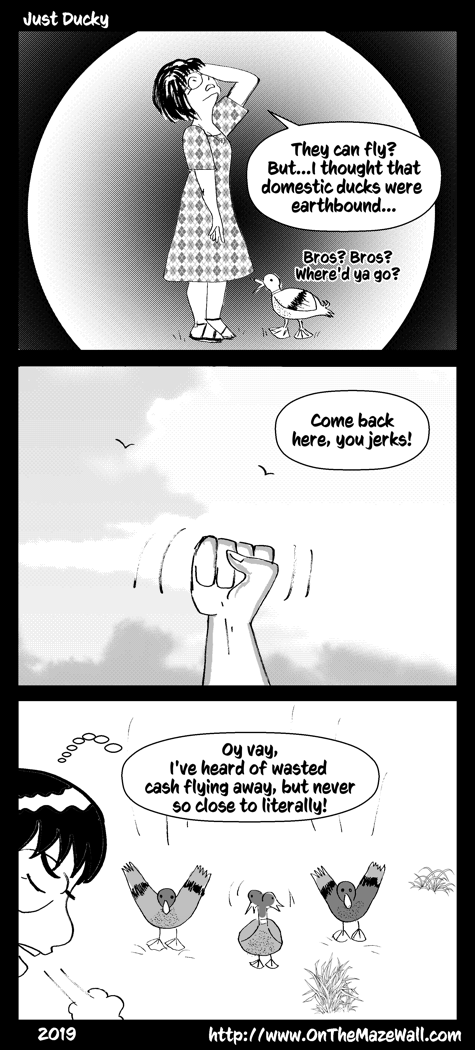 Just Ducky
They can fly?
But...I thought that
domestic ducks were
earthbound...
Bros? Bros?
Where'd ya go?
Come back
here, you jerks!
Oy vay,
I've heard of wasted
cash flying away, but never
so close to literally!
2019
http://www.OnTheMazeWall.com